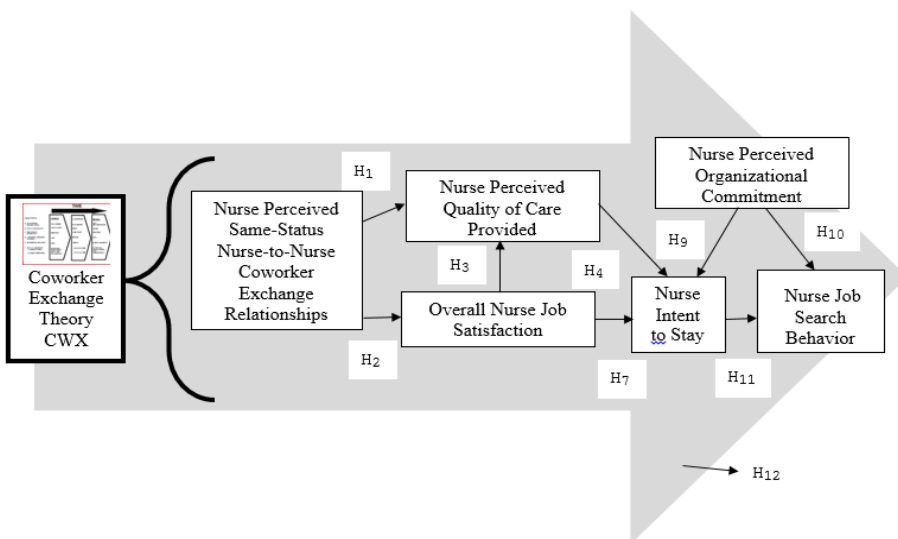 Coworker
Exchange
Theory
CWX
H1
Nurse Perceived
Same-Status
Nurse-to-Nurse
Coworker
Exchange
Relationships
H2
Nurse Perceived
Quality of Care
Provided
H3
H4
Overall Nurse Job
Satisfaction
H7
Nurse Perceived
Organizational
Commitment
H9
H10
Nurse
Intent
to Stay
H11
Nurse Job
Search
Behavior
H12